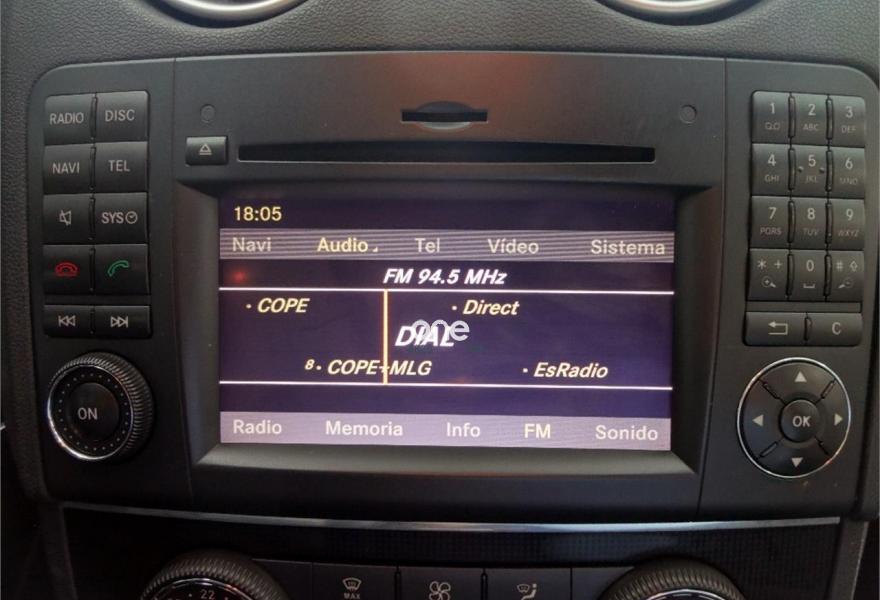 RADIO DISC
NAVI TEL
SYS
ON
18:05
Navi Audio Tel Vídeo Sistema
FM 94.5 MHz
• COPE • Direct
DIAL
one
8 • COPE+MLG • EsRadio
Radio Memoria Info FM Sonido
1 2 3
QO ABC DEF
4 5 6
GHI JKL MNO
7 8 9
PQRS TUV WXYZ
* + 0 #
C
OK
22
MAX